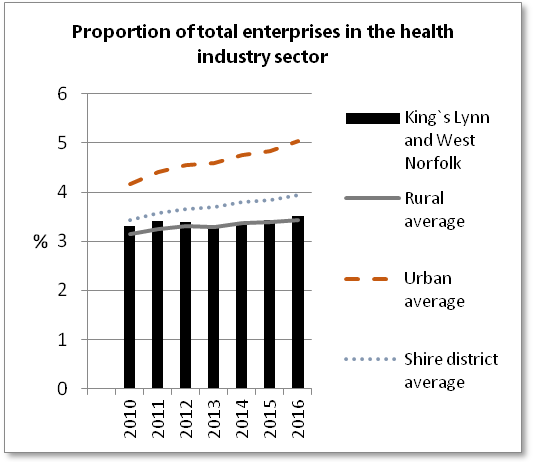 Proportion of total enterprises in the health
industry sector
6
5
4
3
2
1
0
%
2010
2011
2012
2013
2014
2015
2016
King`s Lynn
and West
Norfolk
Rural
average
Urban
average
Shire district
average